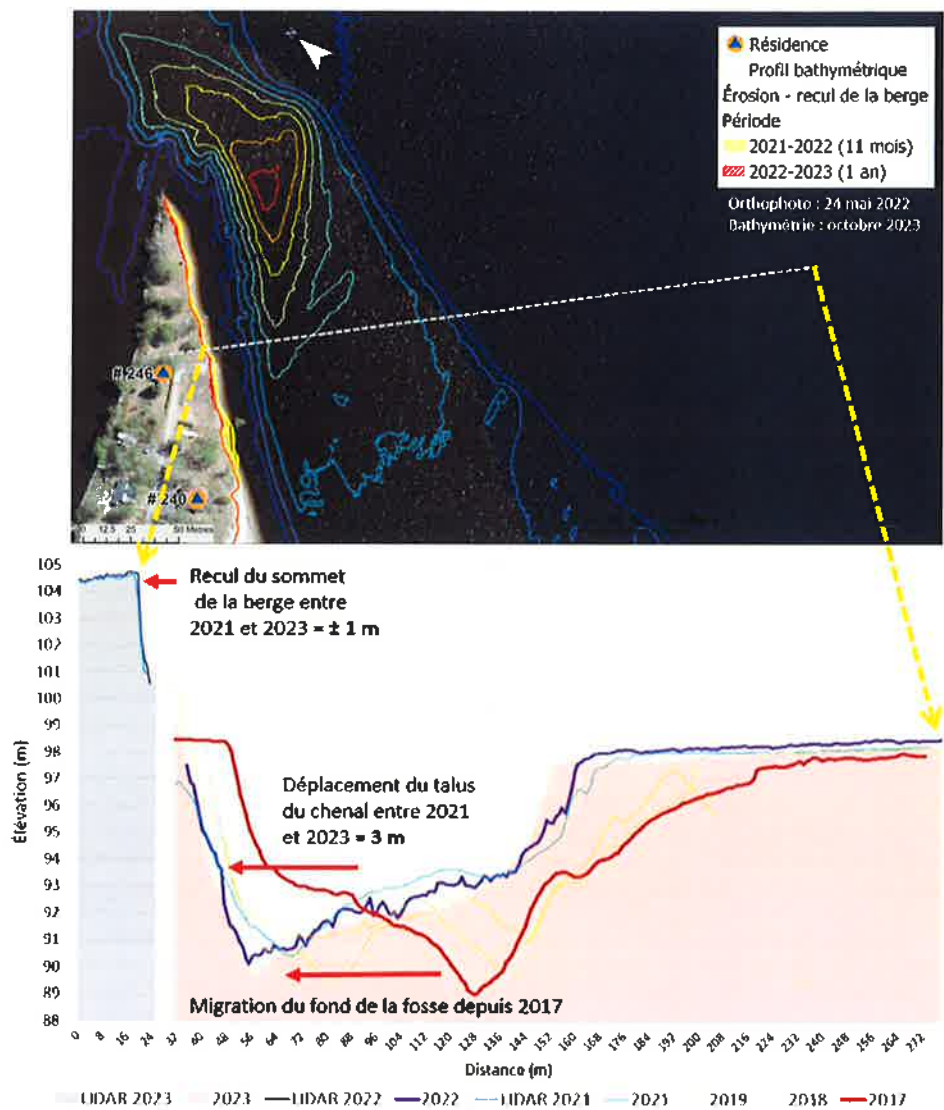 Résidence
Profil bathymétrique
Érosion - recul de la berge
Période
2021-2022 (11 mois)
2022-2023 (1 an)
Orthophoto : 24 mai 2022
Bathymétrie : octobre 2023
# 246
# 240
0 12.5 25 50 Mètres
105
104
104
103
102
101
101
100
99
98
97
96
95
94
93
92
91
90
89
88
Élévation (m)
Recul du sommet
de la berge entre
2021 et 2023 = ± 1 m
Déplacement du talus
du chenal entre 2021
et 2023 = 3 m
Migration du fond de la fosse depuis 2017
0 8 16 24 32 40 48 56 64 72 80 88 96 104 112 120 128 136 144 152 160 168 176 184 192 200 208 216 224 232 240 248 256 264 272
Distance (m)
LIDAR 2023 2023 LIDAR 2022 2022 LIDAR 2021 2021 2019 2018 2017